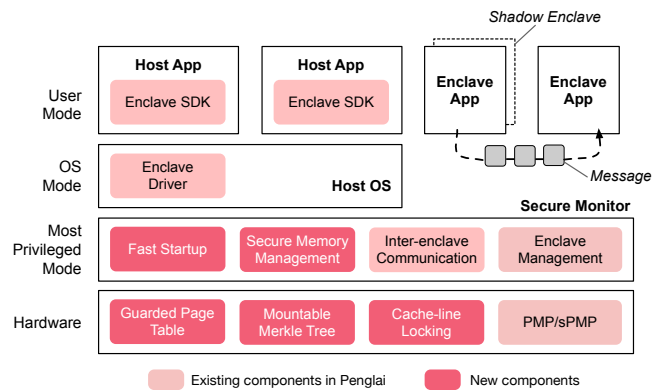 Shadow Enclave
Host App
Host App
Enclave SDK
Enclave SDK
Enclave
App
Enclave
App
User
Mode
OS
Mode
Enclave
Driver
Host OS
Message
Secure Monitor
Most
Privileged
Mode
Fast Startup
Secure Memory
Management
Inter-enclave
Communication
Enclave
Management
Hardware
Guarded Page
Table
Mountable
Merkle Tree
Cache-line
Locking
PMP/sPMP
Existing components in Penglai
New components